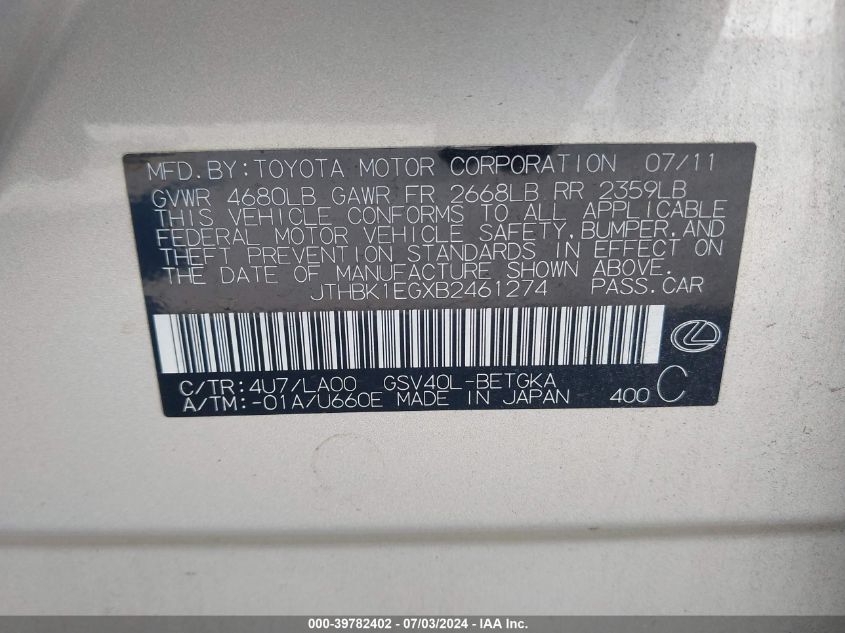 MFD. BY: TOYOTA MOTOR CORPORATION 07/11
GVWR 4680LB GAWR FR 2668LB RR 2359LB
THIS VEHICLE CONFORMS TO ALL APPLICABLE
FEDERAL MOTOR VEHICLE SAFETY, BUMPER, AND
THEFT PREVENTION STANDARDS IN EFFECT ON
THE DATE OF MANUFACTURE SHOWN ABOVE.
JTHBK1EGXB2461274 PASS. CAR
C/TR: 4U7/LA00 GSV40L-BETGKA
A/TM: -01A/U660E MADE IN JAPAN 400 C
000-39782402 - 07/03/2024 - IAA Inc.